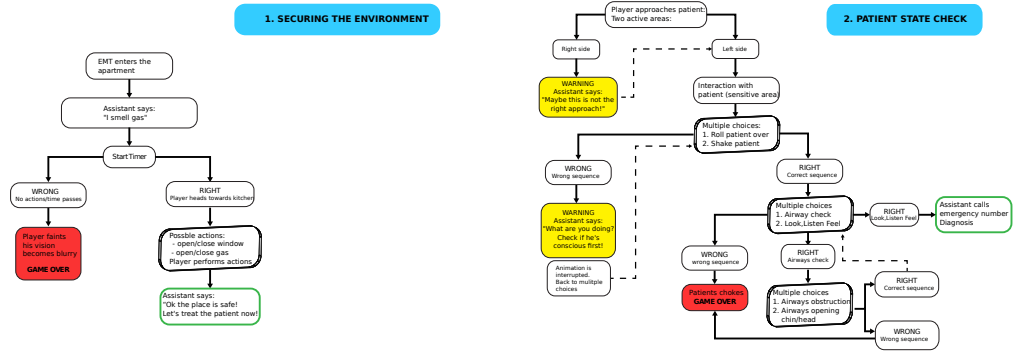 1. SECURING THE ENVIRONMENT
EMT enters the
apartment
Assistant says:
"I smell gas"
StartTimer
WRONG
No actions/time passes
RIGHT
Player heads towards kitchen
Player faints
his vision
becomes blurry
GAME OVER
Possble actions:
- open/close window
- open/close gas
Player performs actions
Assistant says:
"Ok the place is safe!
Let's treat the patient now!
2. PATIENT STATE CHECK
Player approaches patient:
Two active areas:
Right side
Left side
WARNING
Assistant says:
"Maybe this is not the
right approach!"
Interaction with
patient (sensitive area)
Multiple choices:
1. Roll patient over
2. Shake patient
WRONG
Wrong sequence
RIGHT
Correct sequence
WARNING
Assistant says:
"What are you doing?
Check if he's
conscious first!
Animation is
interrupted.
Back to mulitple
choices
Multiple choices
1. Airway check
2. Look,Listen Feel
RIGHT
Look,Listen Feel
Assistant calls
emergency number
Diagnosis
WRONG
wrong sequence
RIGHT
Airways check
Patients chokes
GAME OVER
Multiple choices
1. Airways obstruction
2. Airways opening
chin/head
RIGHT
Correct sequence
WRONG
Wrong sequence